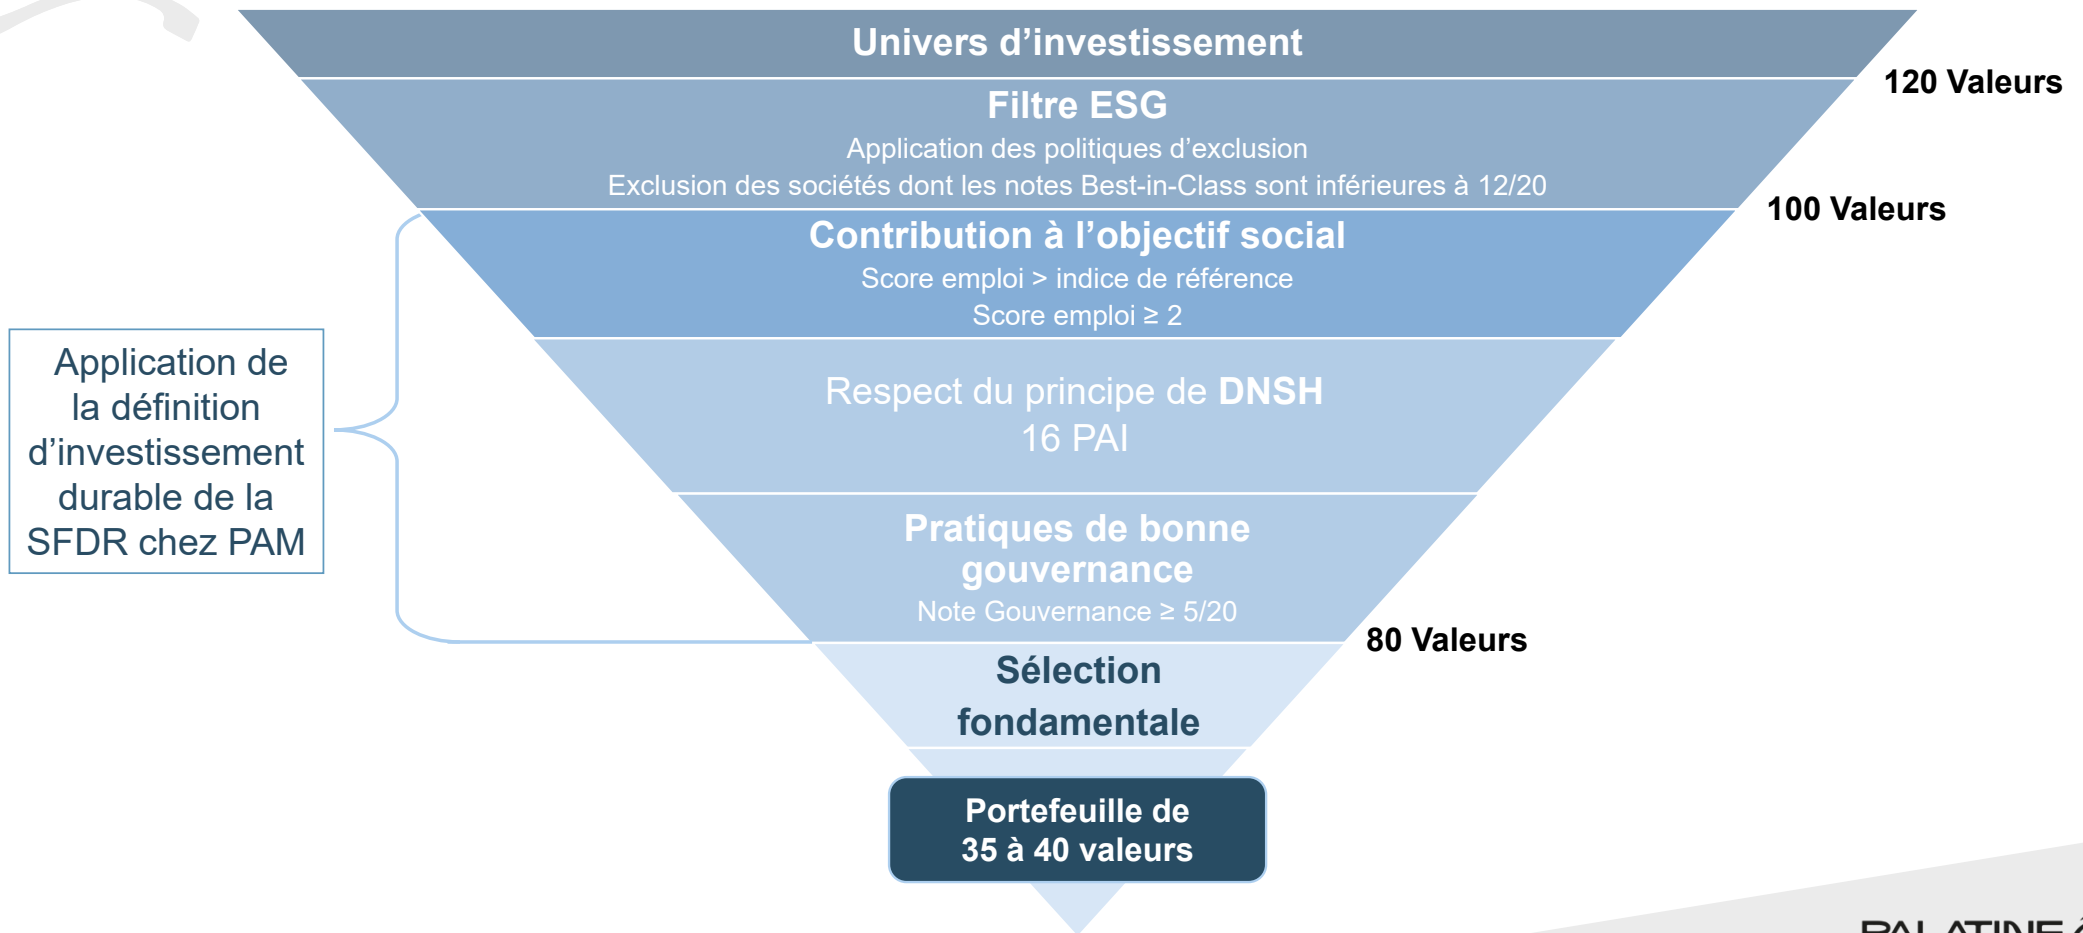 Univers d’investissement
120 Valeurs
Filtre ESG
Application des politiques d’exclusion
Exclusion des sociétés dont les notes Best-in-Class sont inférieures à 12/20
100 Valeurs
Contribution à l’objectif social
Score emploi > indice de référence
Score emploi ≥ 2
Application de
la définition
d’investissement
durable de la
SFDR chez PAM
Respect du principe de DNSH
16 PAI
Pratiques de bonne
gouvernance
Note Gouvernance ≥ 5/20
80 Valeurs
Sélection
fondamentale
Portefeuille de
35 à 40 valeurs
PALATINE